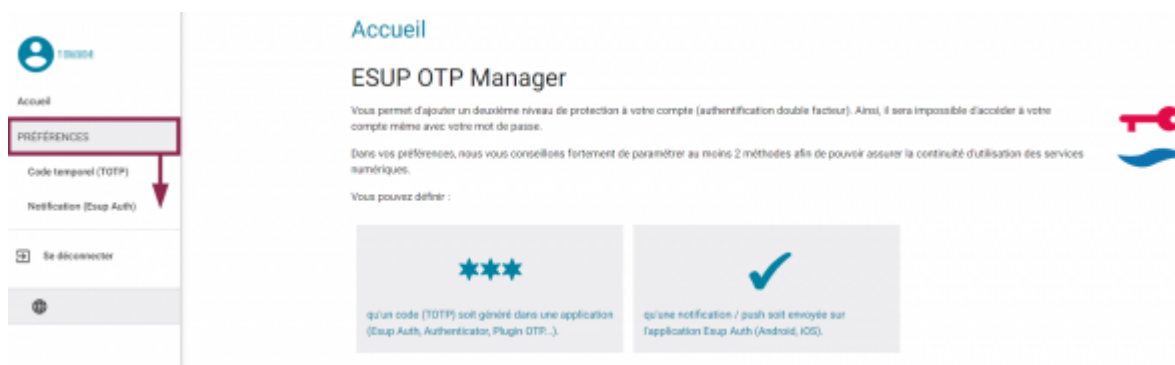 Accueil
ESUP OTP Manager
Vous permet d'ajouter un deuxième niveau de protection à votre compte (authentification double facteur). Ainsi, il sera impossible d'accéder à votre
compte même avec votre mot de passe.
Dans vos préférences, nous vous conseillons fortement de paramétrer au moins 2 méthodes afin de pouvoir assurer la continuité d'utilisation des services
numériques.
Vous pouvez définir :
qu'un code (TOTP) soit généré dans une application
(Esup Auth, Authenticator, Plugin OTP...).
qu'une notification / push soit envoyée sur
l'application Esup Auth (Android, iOS).
Accueil
PRÉFÉRENCES
Code temporel (TOTP)
Notification (Esup Auth)
Se déconnecter